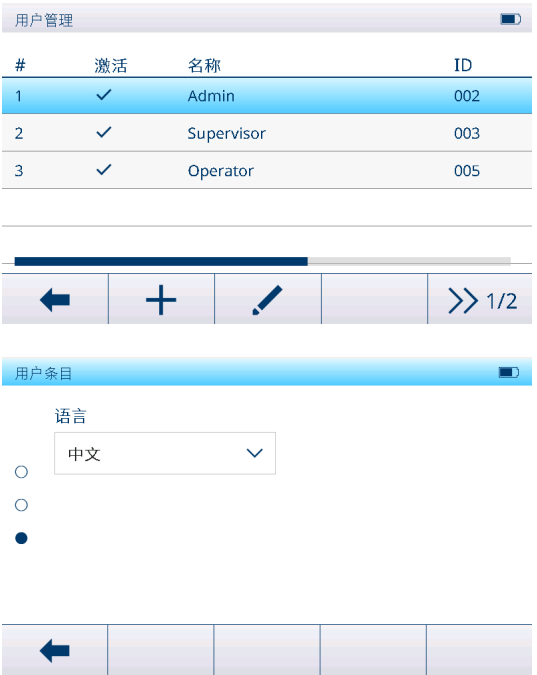 用户管理
# 激活 名称 ID
1 Admin 002
2 Supervisor 003
3 Operator 005
1/2
用户条目
语言
中文